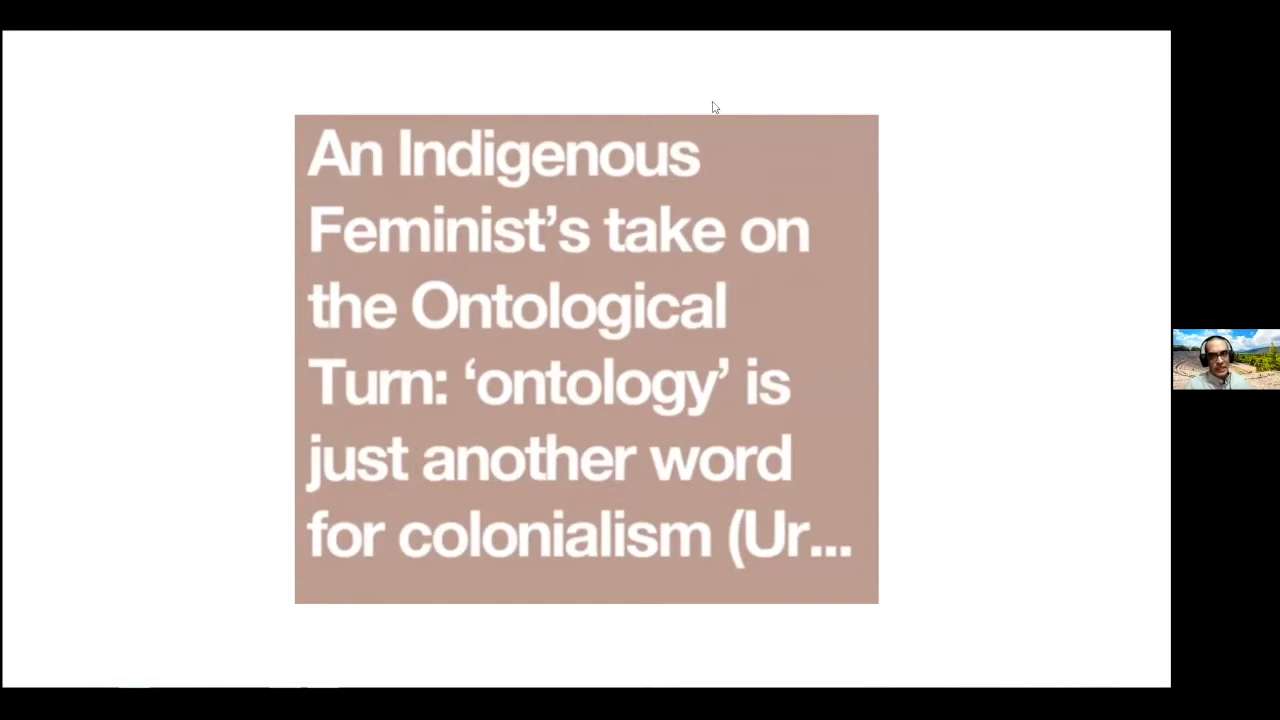 An Indigenous
Feminist’s take on
the Ontological
Turn: ‘ontology’ is
just another word
for colonialism (Ur...